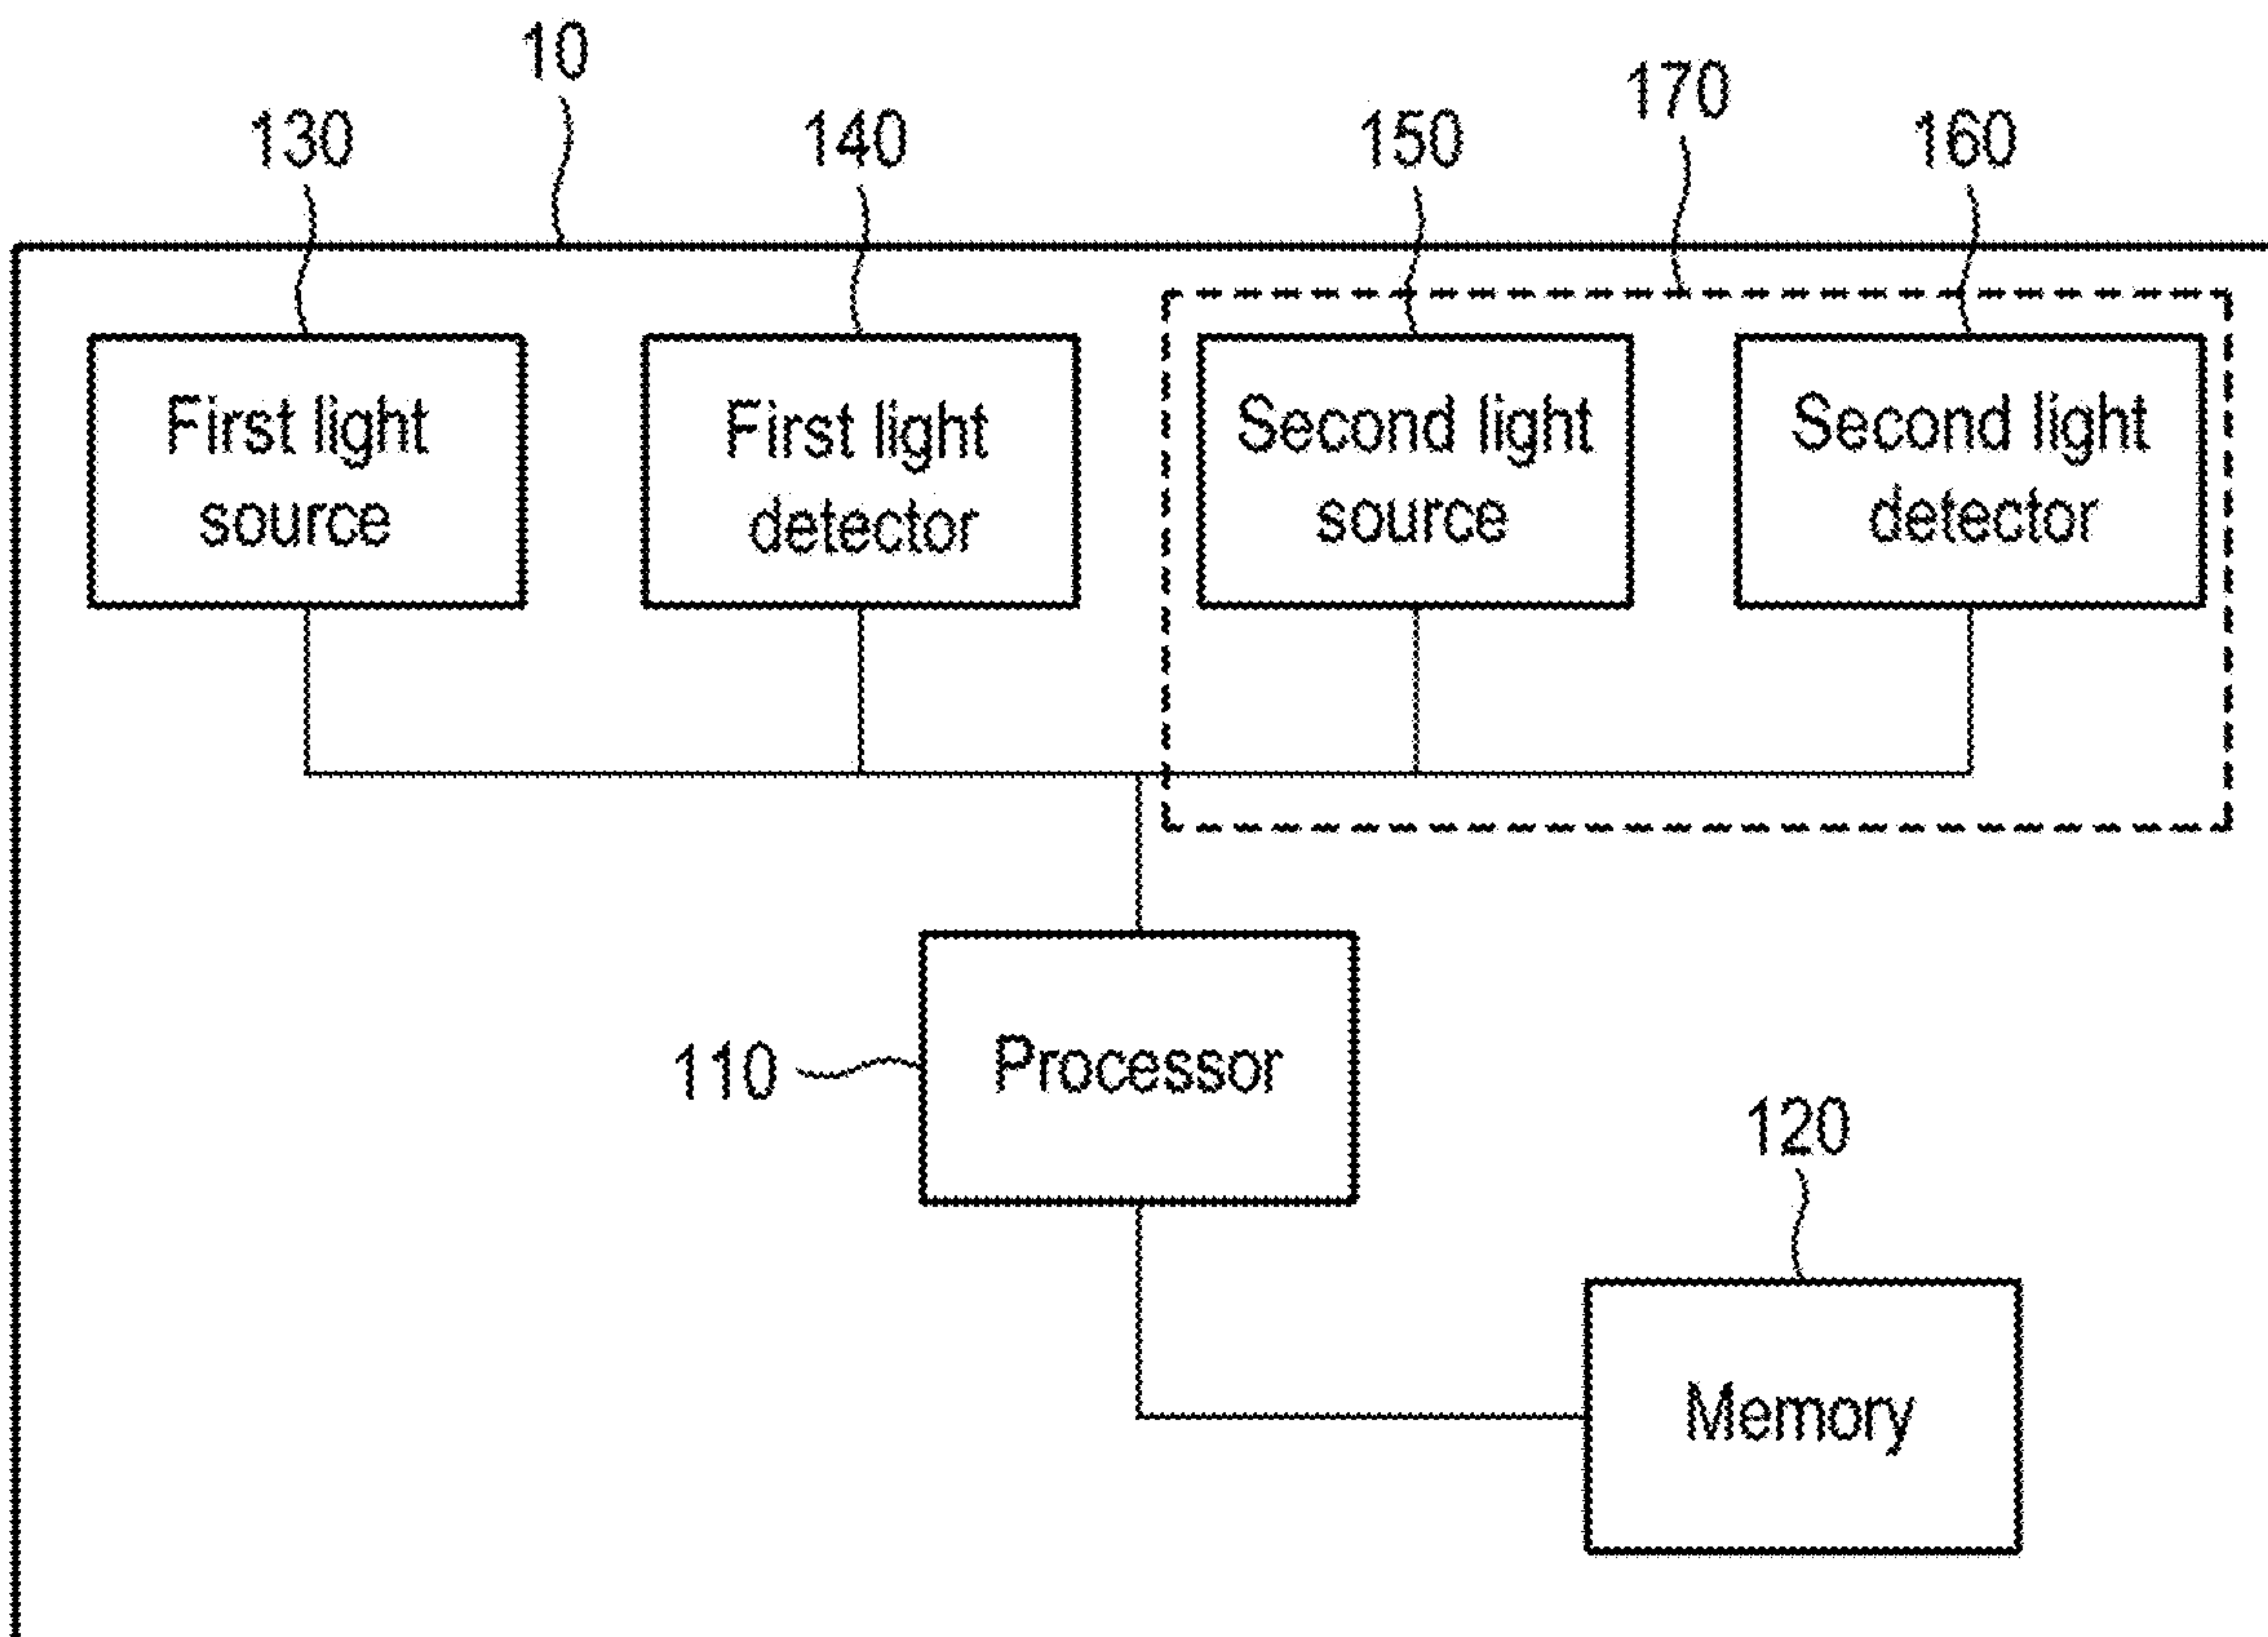 10
170
130
140
150
160
First light
source
First light
detector
Second light
source
Second light
detector
110
Processor
120
Memory